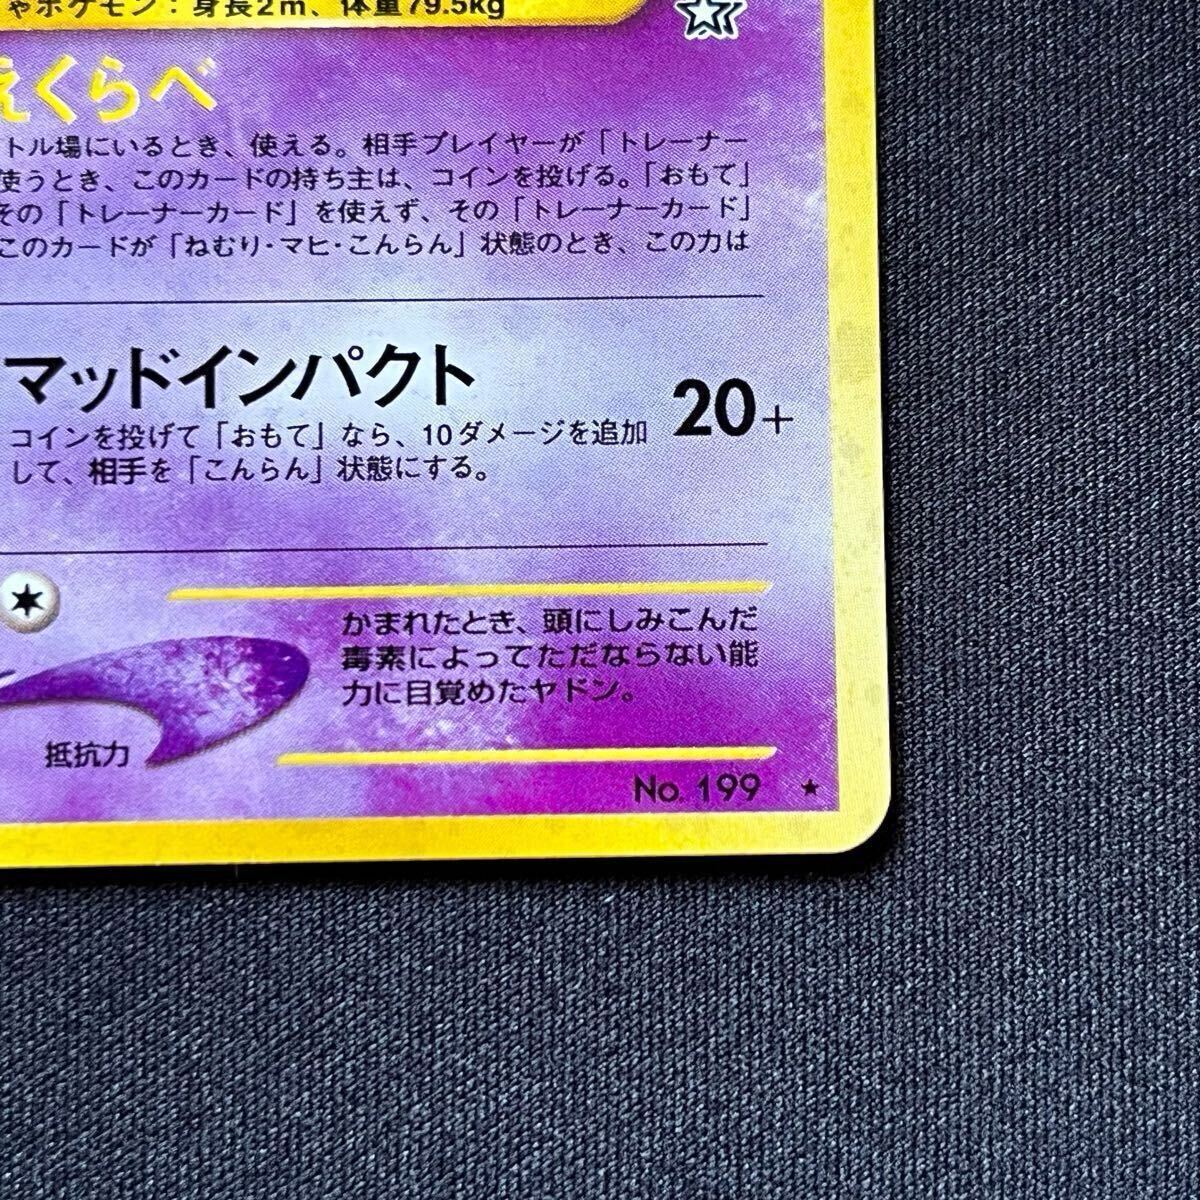 ゃポケモン：身長2m、体重79.5kg
えくらべ
トル場にいるとき、使える。相手プレイヤーが「トレーナー
使うとき、このカードの持ち主は、コインを投げる。「おもて」
その「トレーナーカード」を使えず、その「トレーナーカード」
このカードが「ねむり・マヒ・こんらん」状態のとき、この力は
マッドインパクト
20+
コインを投げて「おもて」なら、10ダメージを追加
して、相手を「こんらん」状態にする。
かまれたとき、頭にしみこんだ
毒素によってただならない能
力に目覚めたヤドン。
抵抗力
No. 199 ★